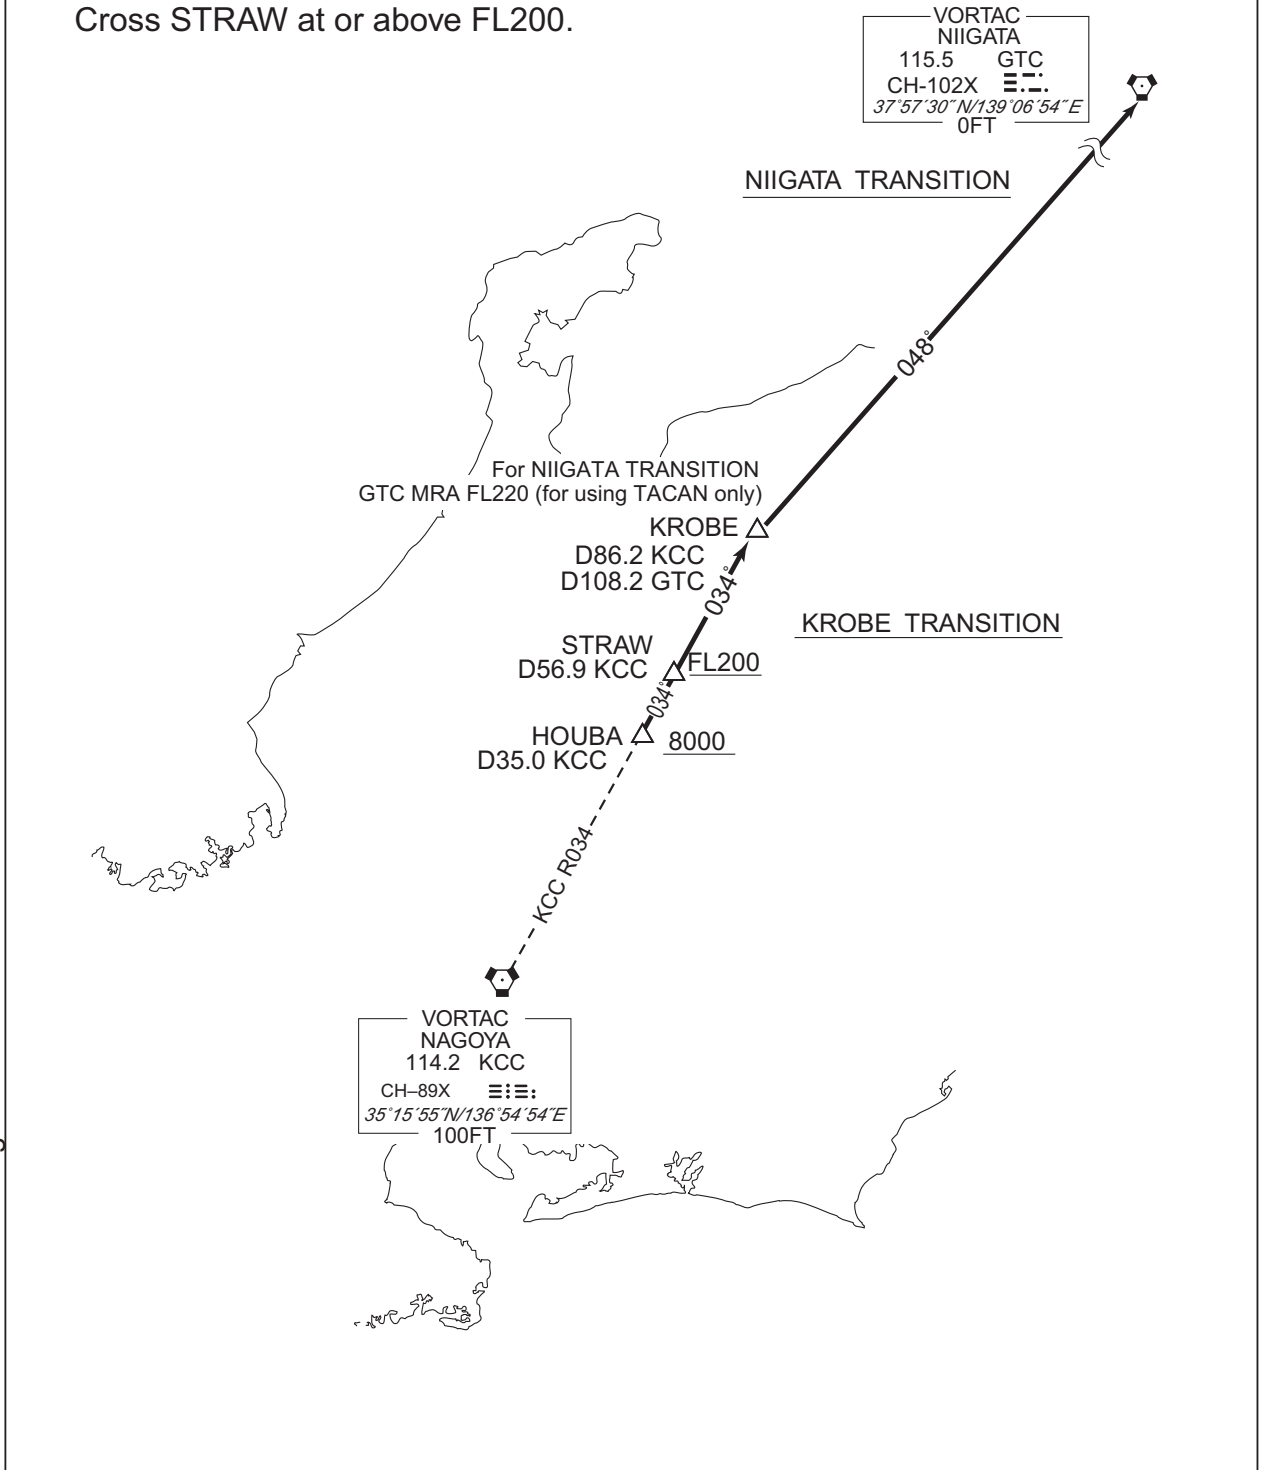 Cross STRAW at or above FL200.
VORTAC
NIIGATA
115.5 GTC
CH-102X
37°57′30″N/139°06′54″E
0FT
NIIGATA TRANSITION
048°
For NIIGATA TRANSITION
GTC MRA FL220 (for using TACAN only)
KROBE
D86.2 KCC
D108.2 GTC
034°
KROBE TRANSITION
STRAW
D56.9 KCC
FL200
034°
HOUBA
D35.0 KCC
8000
KCC R034
VORTAC
NAGOYA
114.2 KCC
CH–89X
35°15′55″N/136°54′54″E
100FT